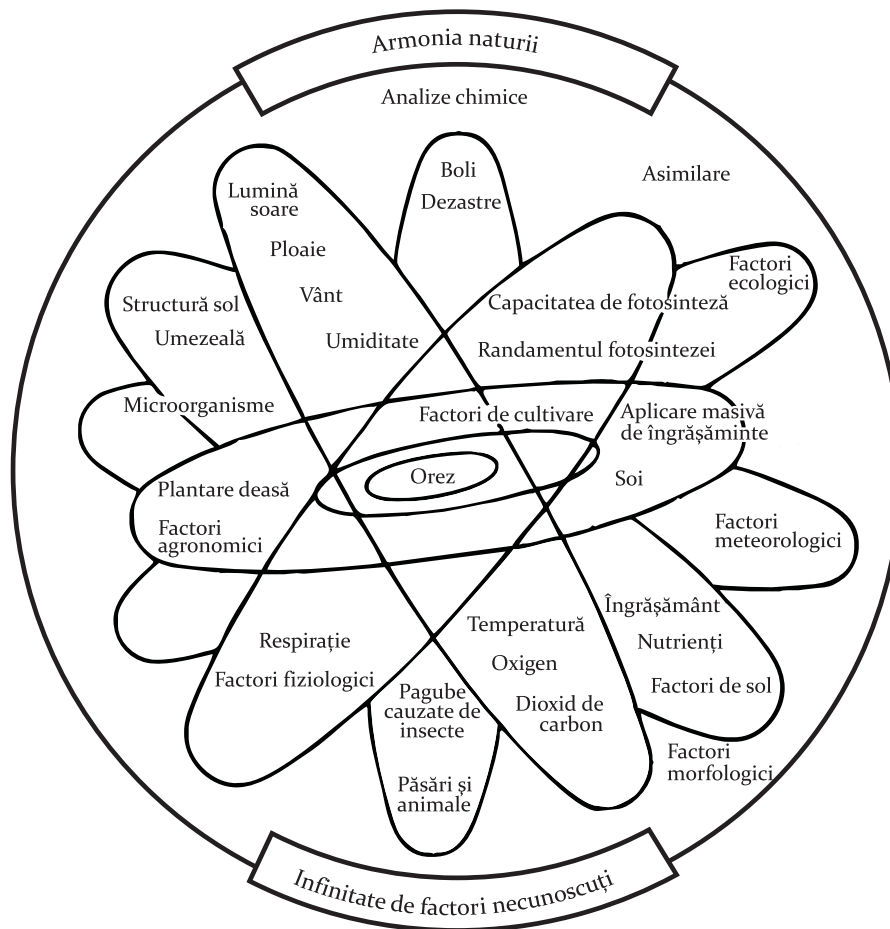 Armonia naturii
Analize chimice
Boli
Dezastre
Asimilare
Lumină
soare
Ploaie
Vânt
Umiditate
Factori
ecologici
Structură sol
Umezeală
Capacitatea de fotosinteză
Randamentul fotosintezei
Microorganisme
Factori de cultivare
Aplicare masivă
de îngrășăminte
Orez
Soi
Plantare deasă
Factori
agronomici
Factori
meteorologici
Îngrășământ
Nutrienți
Factori de sol
Temperatură
Oxigen
Dioxid de
carbon
Respirație
Factori fiziologici
Pagube
cauzate de
insecte
Păsări și
animale
Factori
morfologici
Infinitate de factori necunoscuți